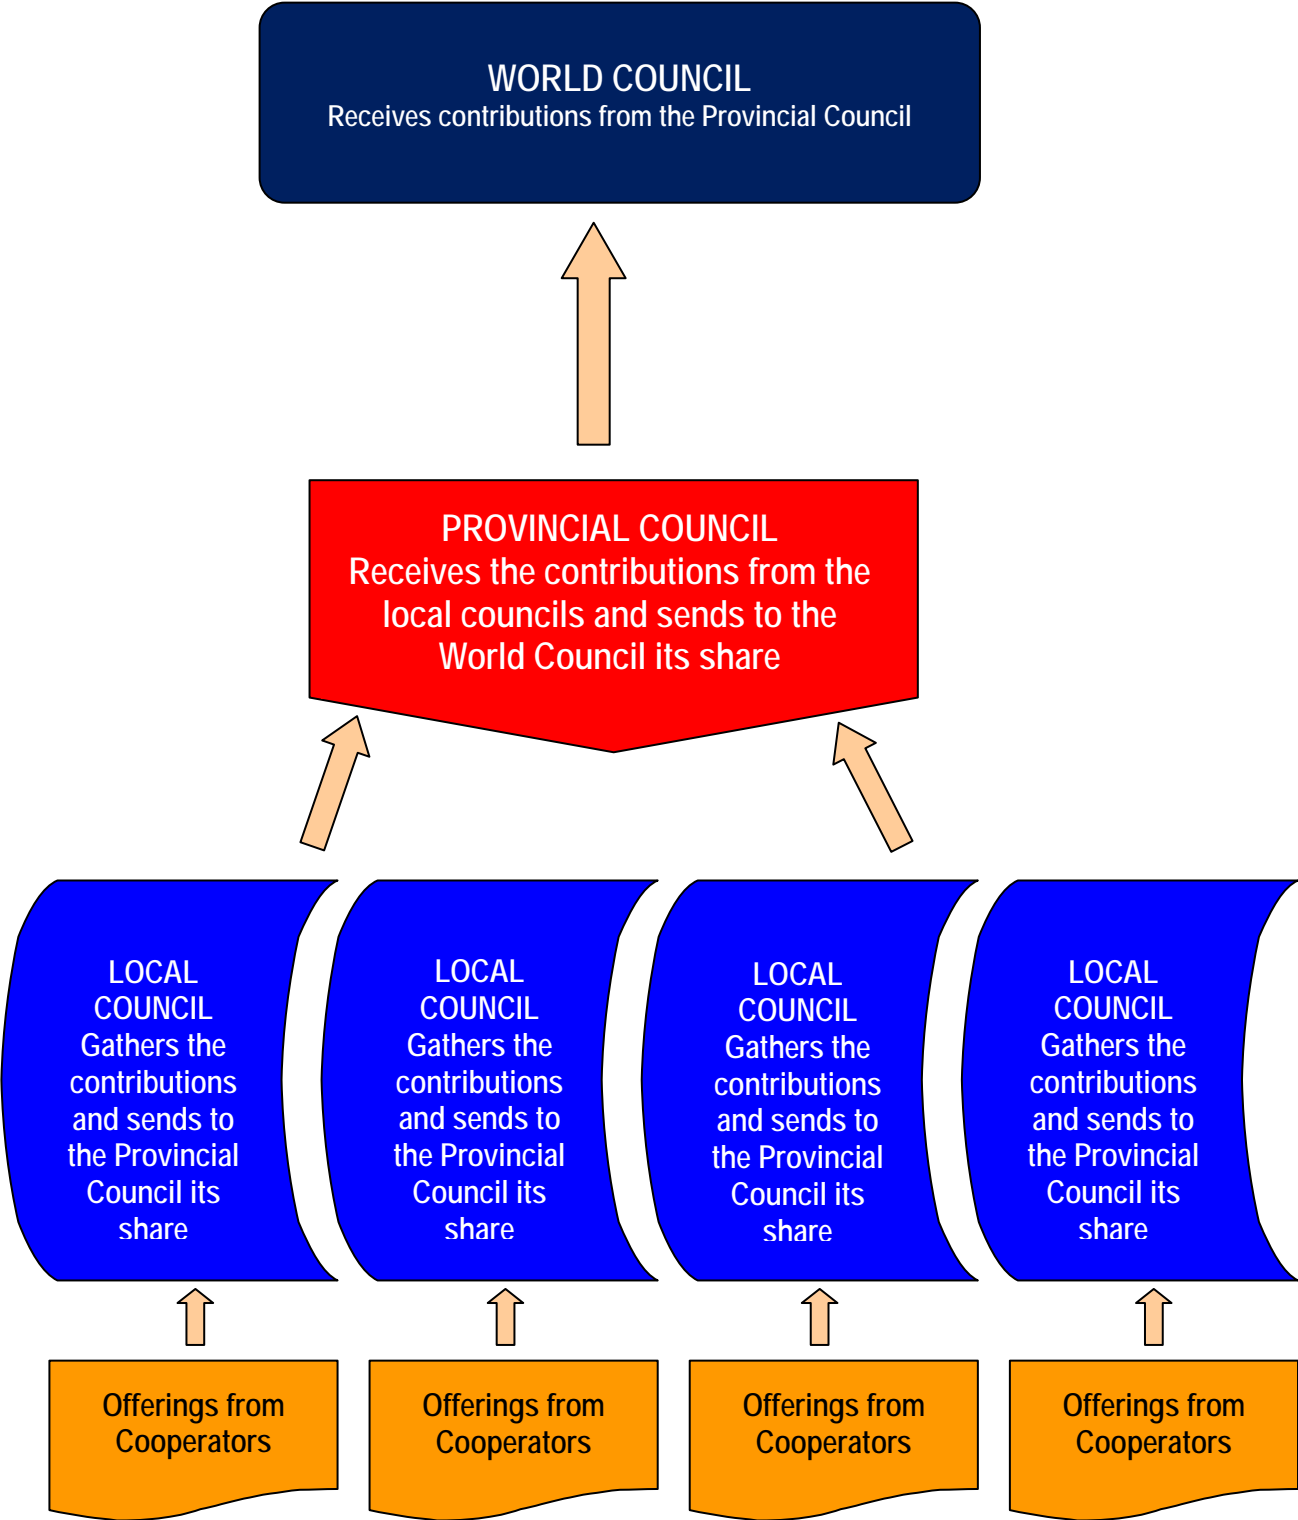 WORLD COUNCIL
Receives contributions from the Provincial Council
PROVINCIAL COUNCIL
Receives the contributions from the
local councils and sends to the
World Council its share
LOCAL
COUNCIL
Gathers the
contributions
and sends to
the Provincial
Council its
share
LOCAL
COUNCIL
Gathers the
contributions
and sends to
the Provincial
Council its
share
LOCAL
COUNCIL
Gathers the
contributions
and sends to
the Provincial
Council its
share
LOCAL
COUNCIL
Gathers the
contributions
and sends to
the Provincial
Council its
share
Offerings from
Cooperators
Offerings from
Cooperators
Offerings from
Cooperators
Offerings from
Cooperators